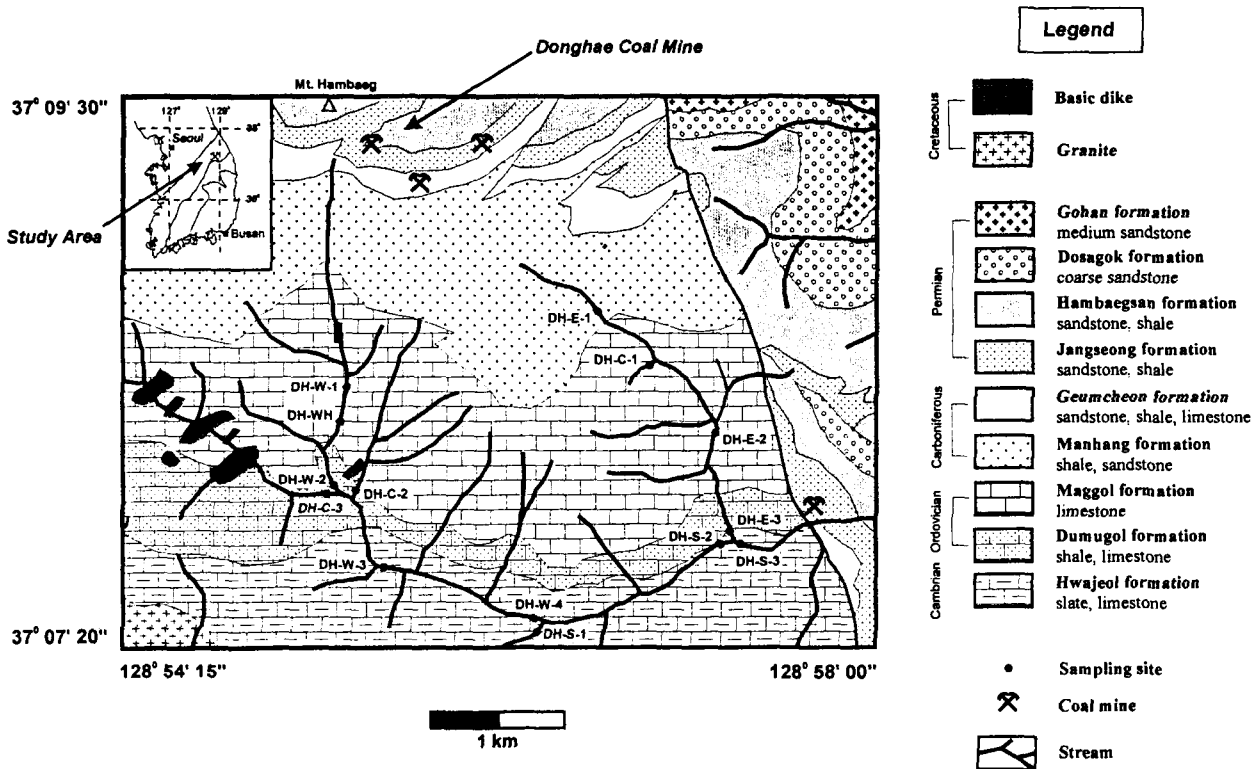 Legend
Donghae Coal Mine
Mt. Hambaeg
37° 09' 30"
127°
128°
38°
Seoul
36°
Busan
Study Area
DH-E-1
DH-C-1
DH-W-1
DH-WH
DH-E-2
DH-W-2
DH-C-2
DH-C-3
DH-E-3
DH-S-2
DH-S-3
DH-W-3
DH-W-4
DH-S-1
37° 07' 20"
128° 54' 15"
128° 58' 00"
1 km
Cretaceous
Basic dike
Granite
Permian
Gohan formation
medium sandstone
Dosagok formation
coarse sandstone
Hambaegsan formation
sandstone, shale
Jangseong formation
sandstone, shale
Carboniferous
Geumcheon formation
sandstone, shale, limestone
Manhang formation
shale, sandstone
Ordovician
Maggol formation
limestone
Dumugol formation
shale, limestone
Cambrian
Hwajeol formation
slate, limestone
Sampling site
Coal mine
Stream